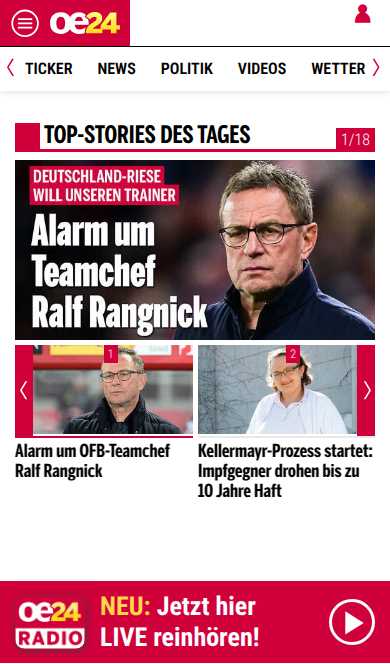 oe24
TICKER NEWS POLITIK VIDEOS WETTER
TOP-STORIES DES TAGES
1/18
DEUTSCHLAND-RIESE
WILL UNSEREN TRAINER
Alarm um
Teamchef
Ralf Rangnick
1
2
Alarm um ÖFB-Teamchef
Ralf Rangnick
Kellermayr-Prozess startet:
Impfgegner drohen bis zu
10 Jahre Haft
oe24
RADIO
NEU: Jetzt hier
LIVE reinhören!